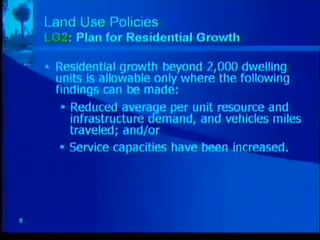 Land Use Policies
LG2: Plan for Residential Growth
Residential growth beyond 2,000 dwelling
units is allowable only where the following
findings can be made:
Reduced average per unit resource and
infrastructure demand, and vehicles miles
traveled; and/or
Service capacities have been increased.